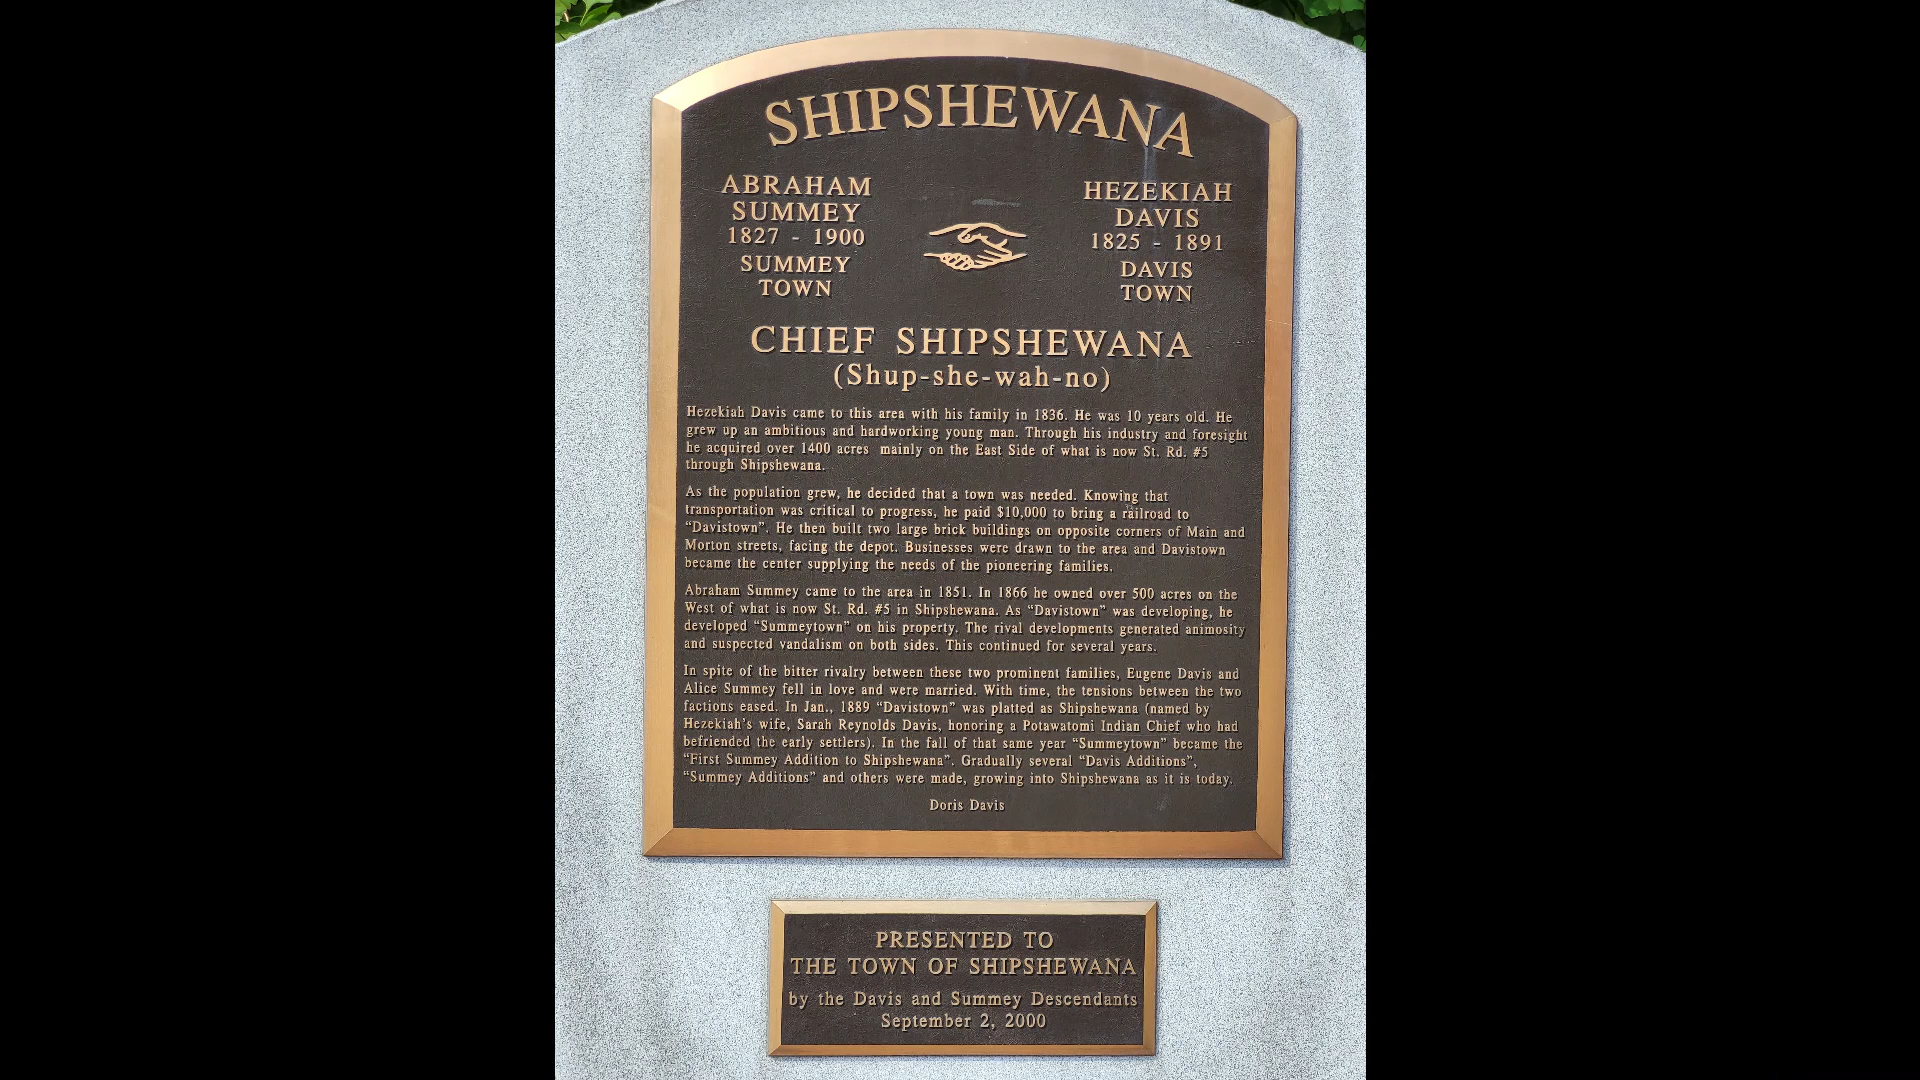 SHIPSHEWANA
ABRAHAM
SUMMEY
1827 - 1900
SUMMEY
TOWN
HEZEKIAH
DAVIS
1825 - 1891
DAVIS
TOWN
CHIEF SHIPSHEWANA
(Shup-she-wah-no)
Hezekiah Davis came to this area with his family in 1836. He was 10 years old. He
grew up an ambitious and hardworking young man. Through his industry and foresight
he acquired over 1400 acres mainly on the East Side of what is now St. Rd. #5
through Shipshewana.
As the population grew, he decided that a town was needed. Knowing that
transportation was critical to progress, he paid $10,000 to bring a railroad to
“Davistown”. He then built two large brick buildings on opposite corners of Main and
Morton streets, facing the depot. Businesses were drawn to the area and Davistown
became the center supplying the needs of the pioneering families.
Abraham Summey came to the area in 1851. In 1866 he owned over 500 acres on the
West of what is now St. Rd. #5 in Shipshewana. As “Davistown” was developing, he
developed “Summeytown” on his property. The rival developments generated animosity
and suspected vandalism on both sides. This continued for several years.
In spite of the bitter rivalry between these two prominent families, Eugene Davis and
Alice Summey fell in love and were married. With time, the tensions between the two
factions eased. In Jan., 1889 “Davistown” was platted as Shipshewana (named by
Hezekiah's wife, Sarah Reynolds Davis, honoring a Potawatomi Indian Chief who had
befriended the early settlers). In the fall of that same year “Summeytown” became the
“First Summey Addition to Shipshewana”. Gradually several “Davis Additions”,
“Summey Additions” and others were made, growing into Shipshewana as it is today.
Doris Davis
PRESENTED TO
THE TOWN OF SHIPSHEWANA
by the Davis and Summey Descendants
September 2, 2000